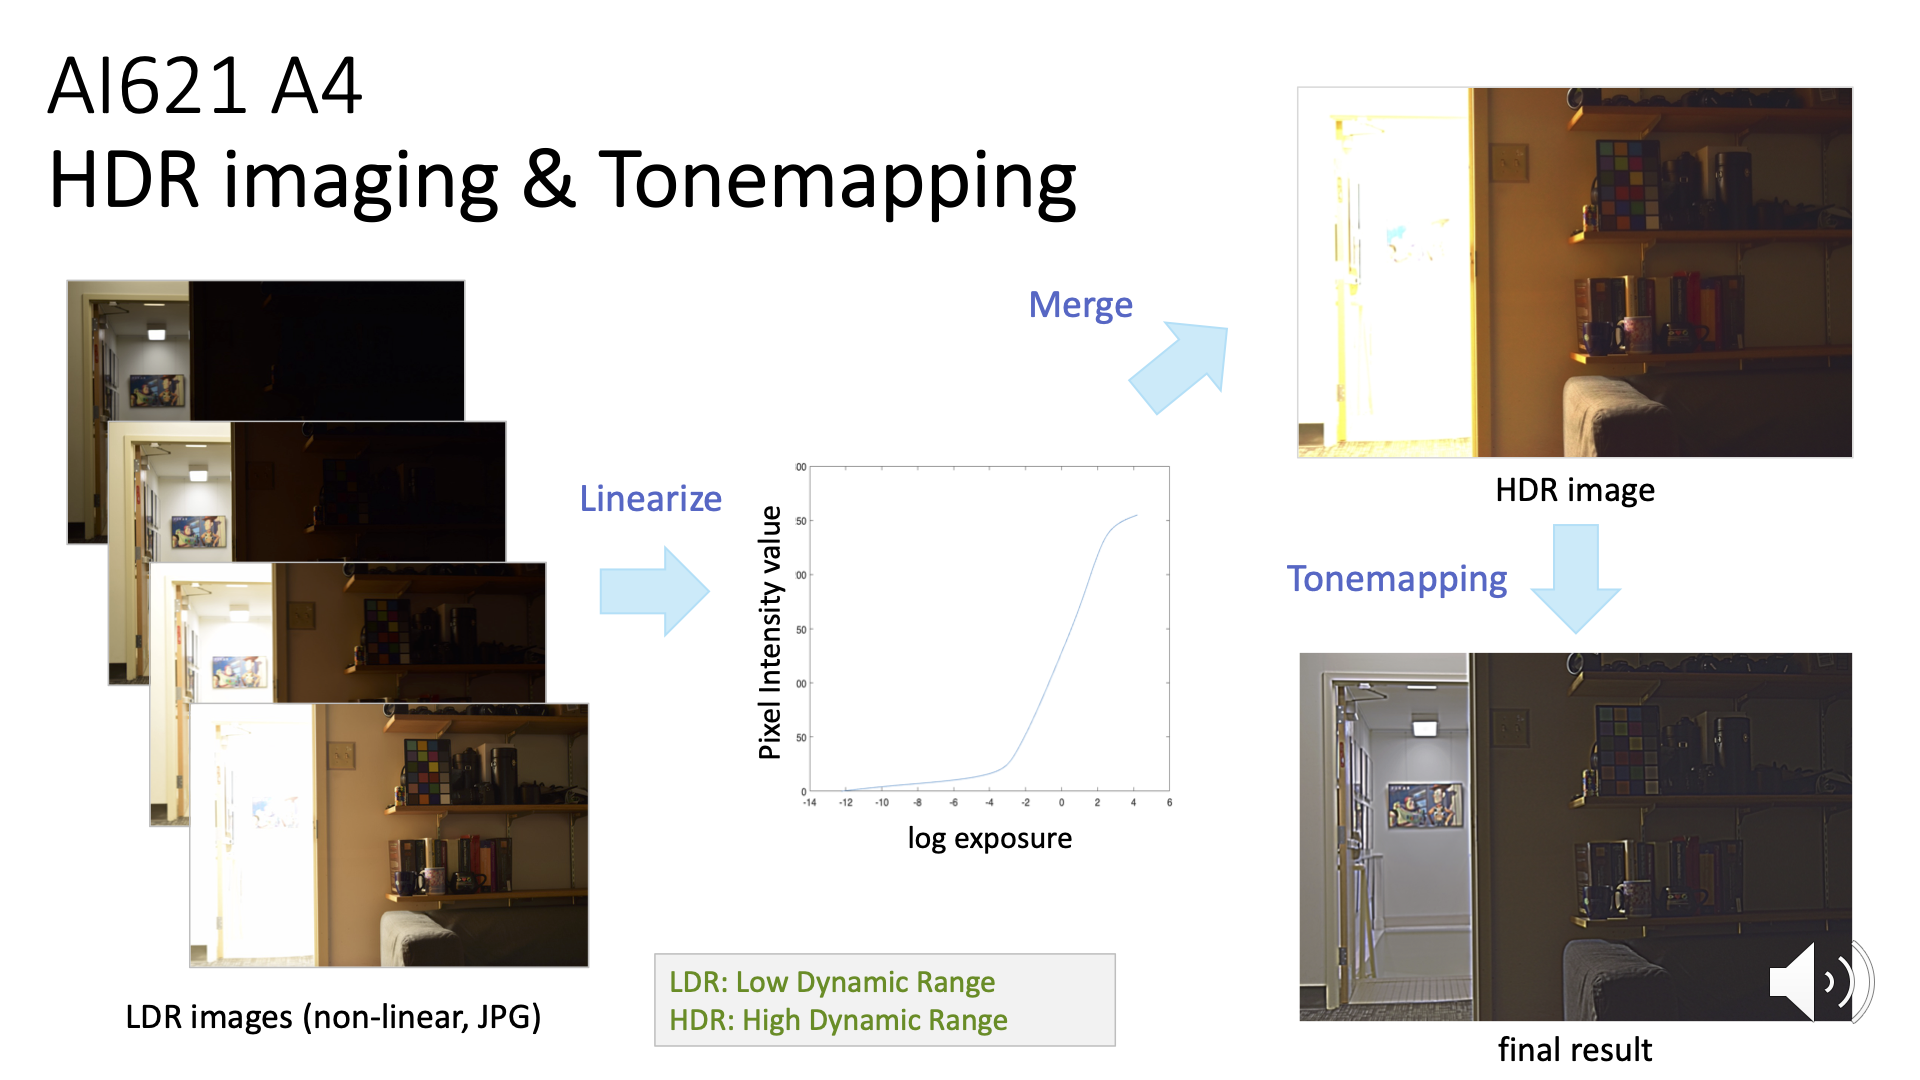 AI621 A4
HDR imaging & Tonemapping
Linearize
Merge
LDR images (non-linear, JPG)
Pixel Intensity value
00
50
00
50
00
50
0
-14 -12 -10 -8 -6 -4 -2 0 2 4 6
log exposure
LDR: Low Dynamic Range
HDR: High Dynamic Range
HDR image
Tonemapping
final result